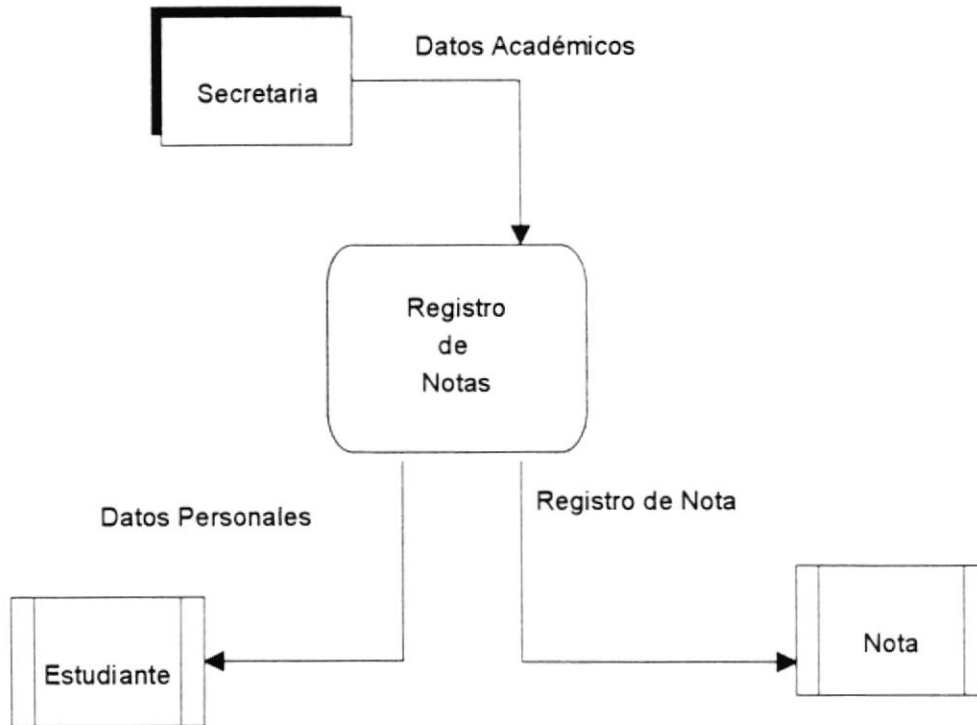 Datos Académicos
Secretaria
Registro
de
Notas
Datos Personales
Registro de Nota
Estudiante
Nota